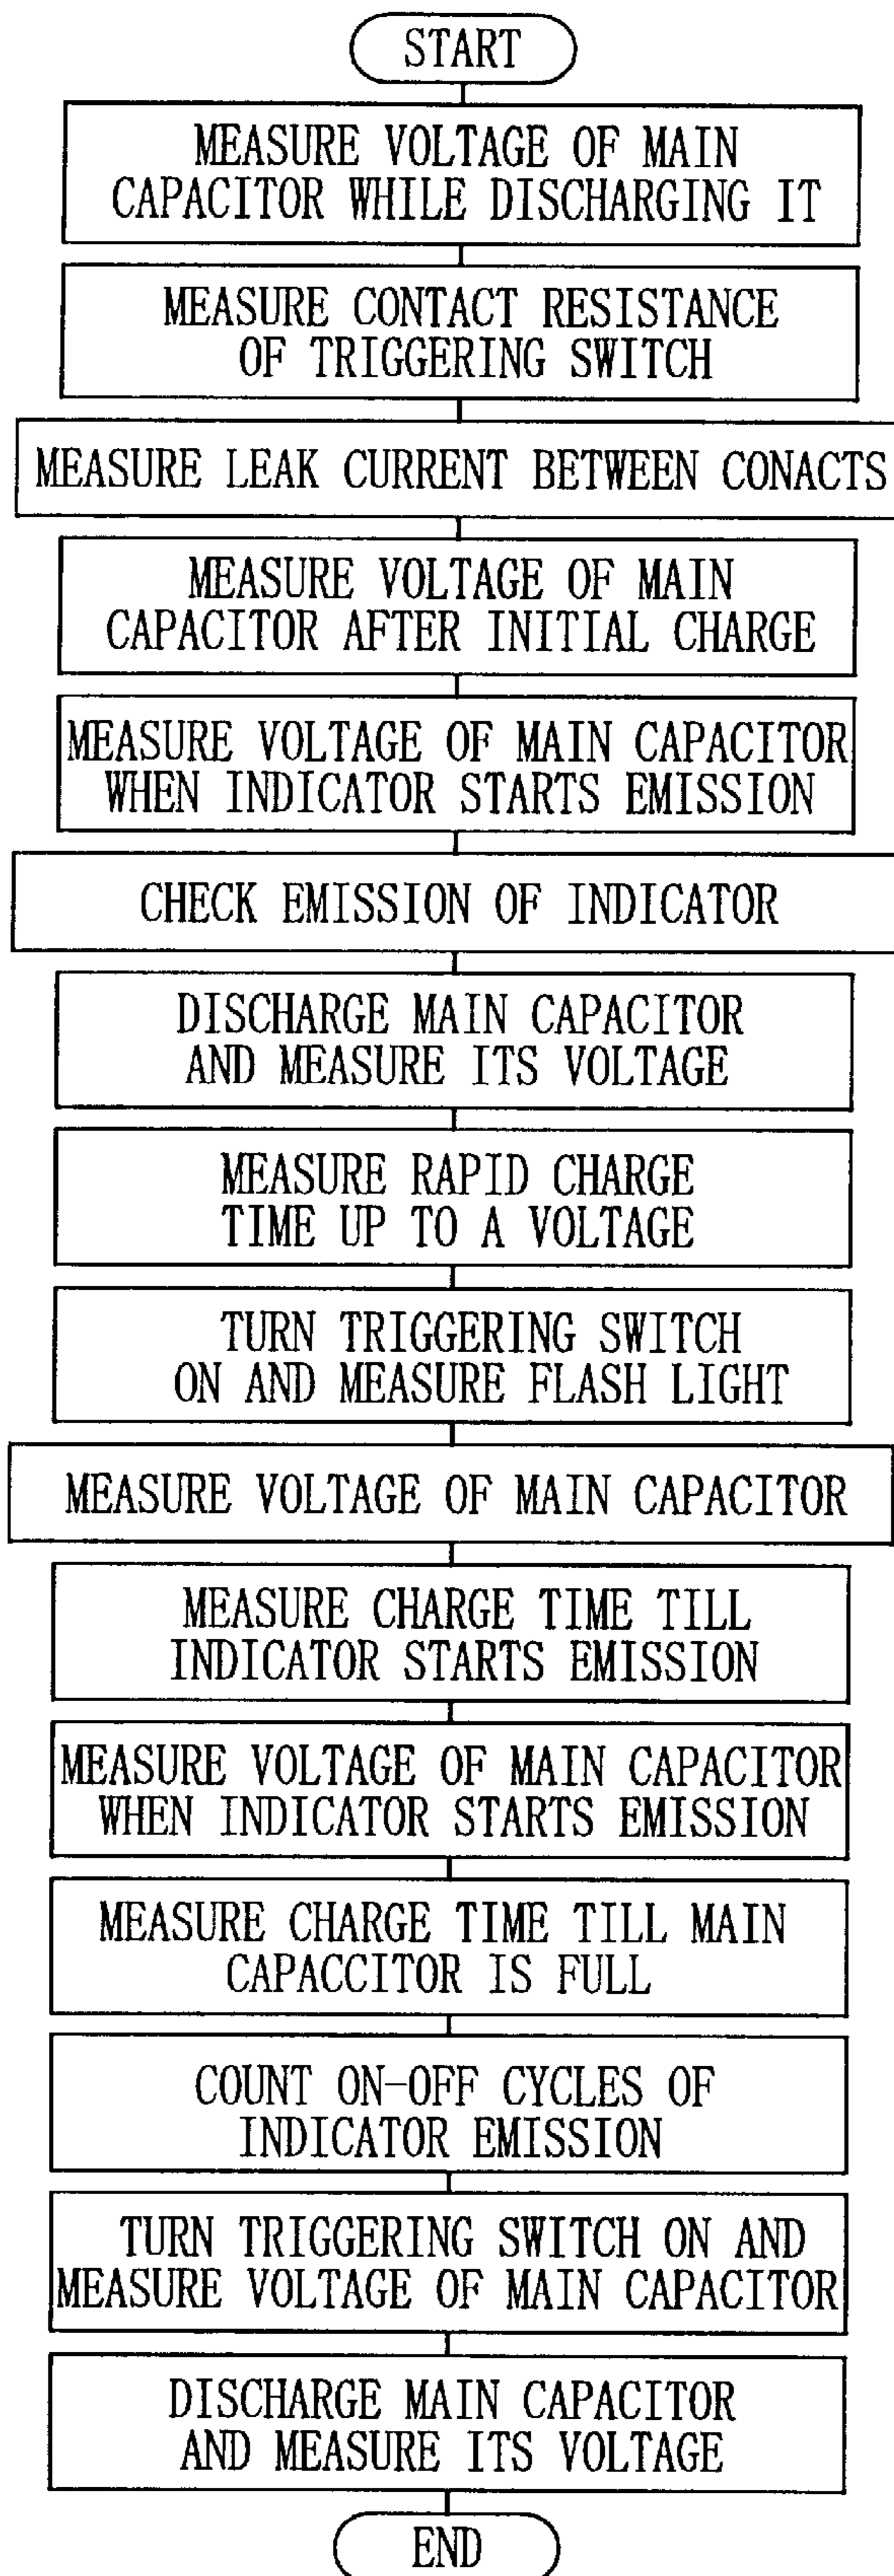 START
MEASURE VOLTAGE OF MAIN
CAPACITOR WHILE DISCHARGING IT
MEASURE CONTACT RESISTANCE
OF TRIGGERING SWITCH
MEASURE LEAK CURRENT BETWEEN CONACTS
MEASURE VOLTAGE OF MAIN
CAPACITOR AFTER INITIAL CHARGE
MEASURE VOLTAGE OF MAIN CAPACITOR
WHEN INDICATOR STARTS EMISSION
CHECK EMISSION OF INDICATOR
DISCHARGE MAIN CAPACITOR
AND MEASURE ITS VOLTAGE
MEASURE RAPID CHARGE
TIME UP TO A VOLTAGE
TURN TRIGGERING SWITCH
ON AND MEASURE FLASH LIGHT
MEASURE VOLTAGE OF MAIN CAPACITOR
MEASURE CHARGE TIME TILL
INDICATOR STARTS EMISSION
MEASURE VOLTAGE OF MAIN CAPACITOR
WHEN INDICATOR STARTS EMISSION
MEASURE CHARGE TIME TILL MAIN
CAPACCITOR IS FULL
COUNT ON-OFF CYCLES OF
INDICATOR EMISSION
TURN TRIGGERING SWITCH ON AND
MEASURE VOLTAGE OF MAIN CAPACITOR
DISCHARGE MAIN CAPACITOR
AND MEASURE ITS VOLTAGE
END